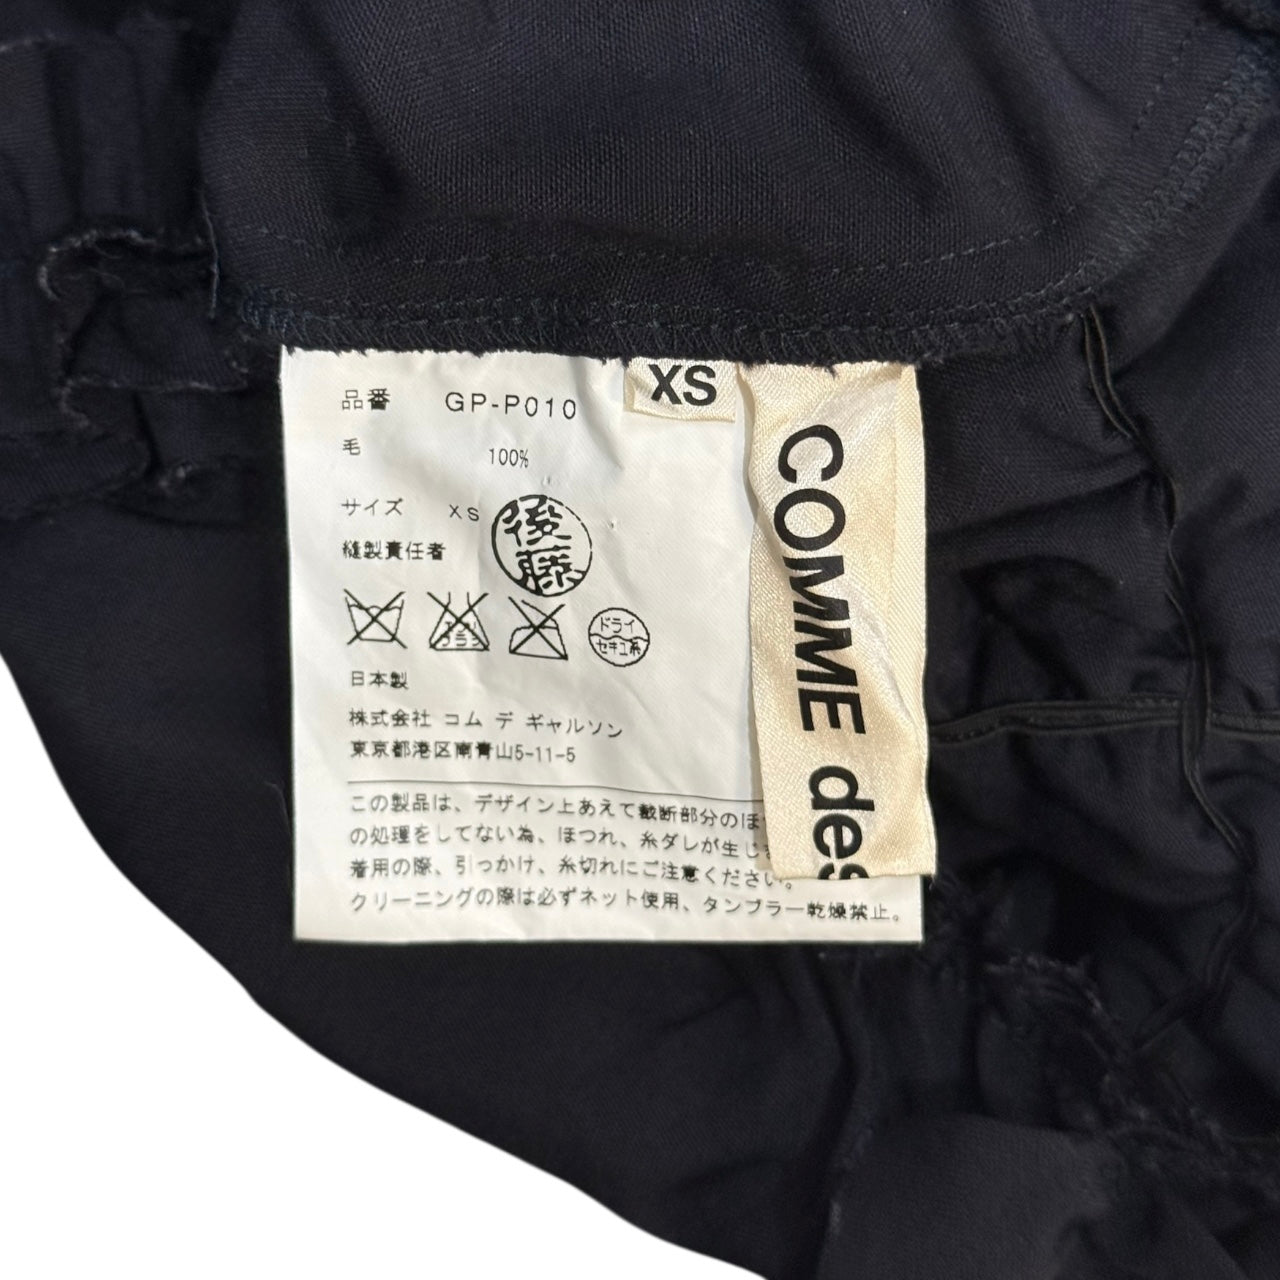 品番 GP-P010
毛 100%
サイズ XS
後藤
縫製責任者
エンソ
サラシ
ドライ
セキユ系
日本製
株式会社 コム デ ギャルソン
東京都港区南青山5-11-5
この製品は、デザイン上あえて裁断部分のほ
の処理をしてない為、ほつれ、糸ダレが生じ
着用の際、引っかけ、糸切れにご注意ください。
クリーニングの際は必ずネット使用、タンブラー乾燥禁止。
XS
COMME des